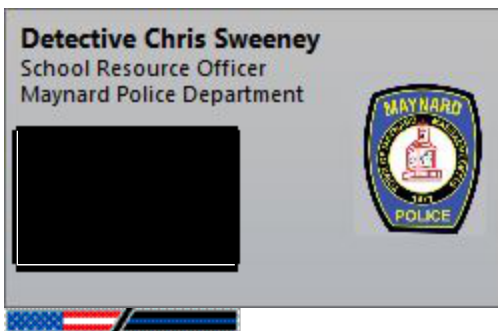 Detective Chris Sweeney
School Resource Officer
Maynard Police Department
MAYNARD
POLICE